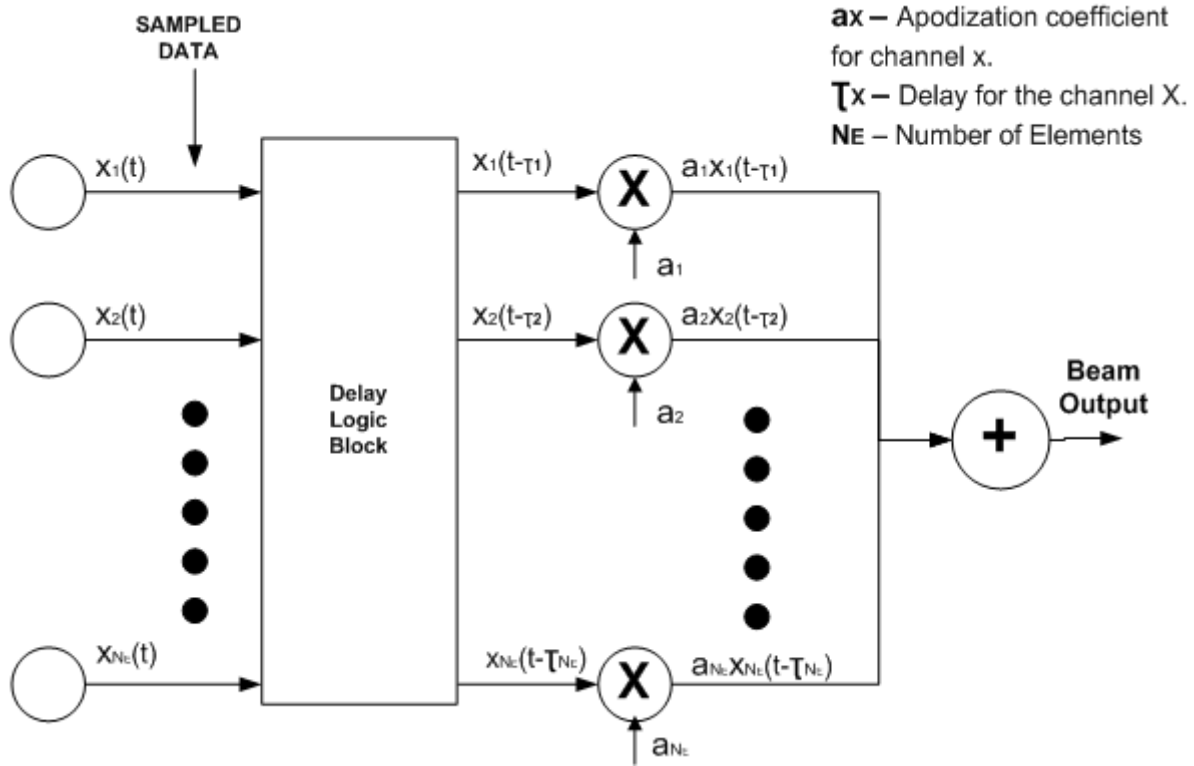 SAMPLED
DATA
ax – Apodization coefficient
for channel x.
τx – Delay for the channel X.
NE – Number of Elements
x1(t)
x1(t-τ1)
X
a1x1(t-τ1)
a1
x2(t)
x2(t-τ2)
X
a2x2(t-τ2)
a2
Delay
Logic
Block
Beam
Output
+
xNE(t)
xNE(t-τNE)
X
aNExNE(t-τNE)
aNE